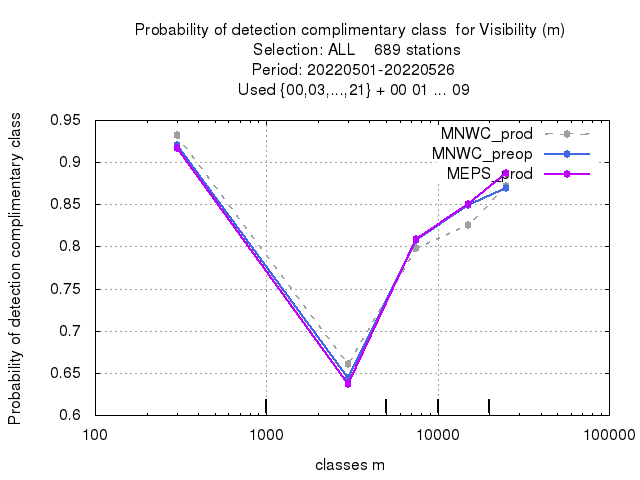 Probability of detection complimentary class  for Visibility (m)
Selection: ALL    689 stations
Period: 20220501-20220526
Used {00,03,...,21} + 00 01 ... 09
Probability of detection complimentary class
0.95
0.9
0.85
0.8
0.75
0.7
0.65
0.6
MNWC_prod
MNWC_preop
MEPS_prod
100
1000
10000
100000
classes m